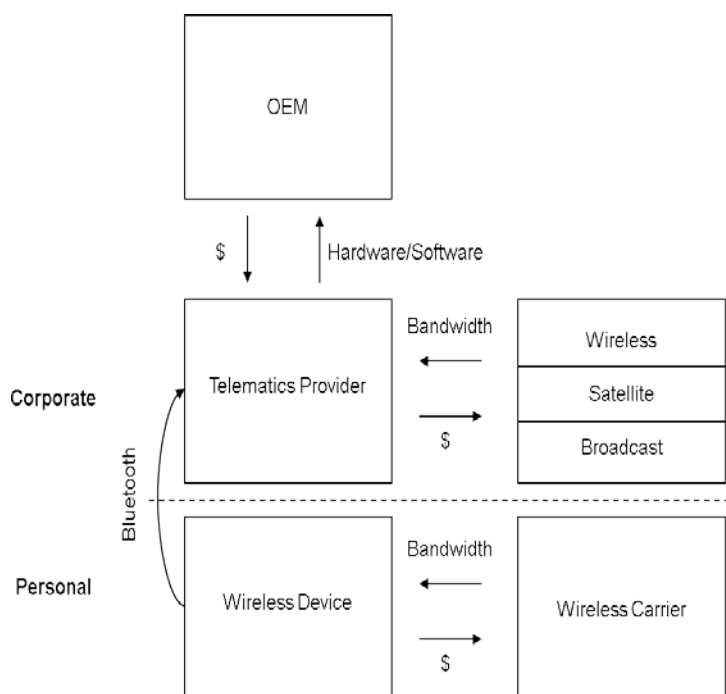 OEM
$
Hardware/Software
Bandwidth
Wireless
Telematics Provider
Satellite
Corporate
$
Broadcast
Bluetooth
Bandwidth
Personal
Wireless Device
Wireless Carrier
$